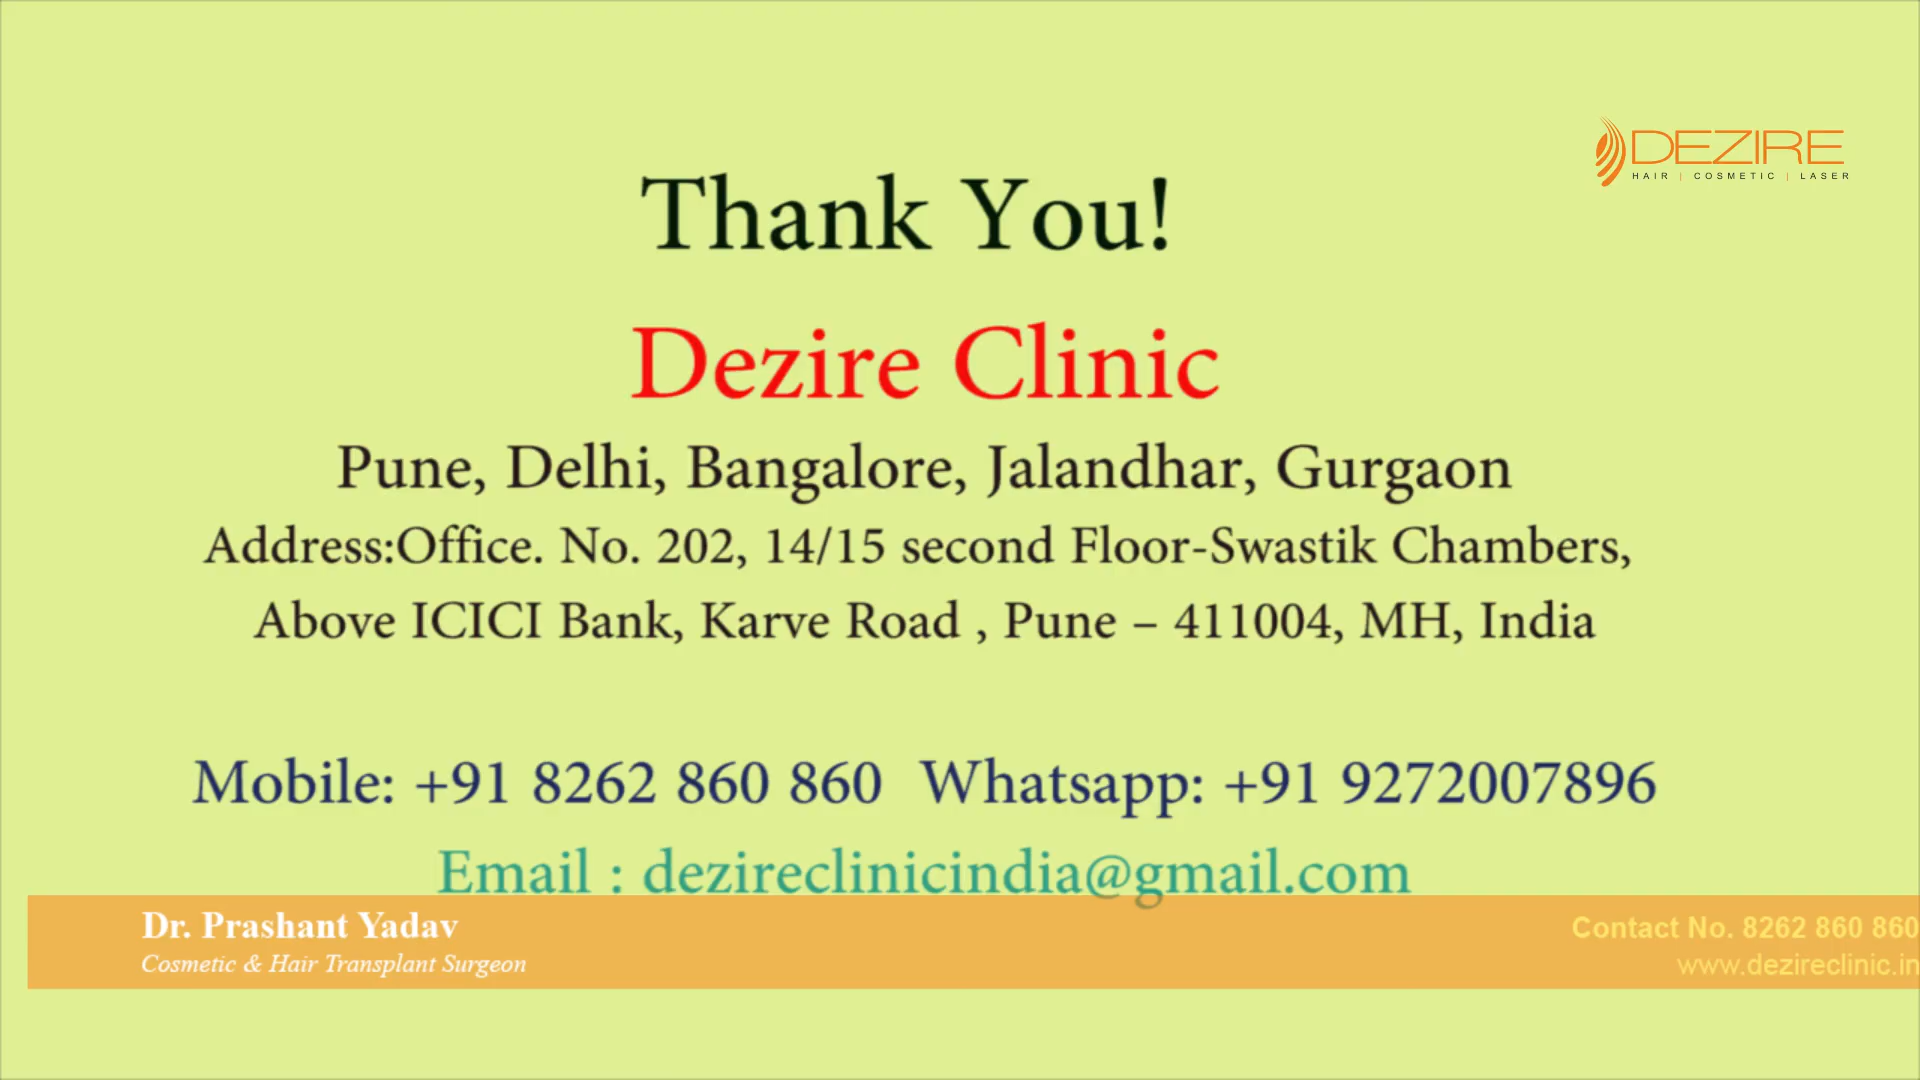 DEZIRE
HAIR | COSMETIC | LASER
Thank You!
Dezire Clinic
Pune, Delhi, Bangalore, Jalandhar, Gurgaon
Address:Office. No. 202, 14/15 second Floor-Swastik Chambers,
Above ICICI Bank, Karve Road , Pune – 411004, MH, India
Mobile: +91 8262 860 860 Whatsapp: +91 9272007896
Email : dezireclinicindia@gmail.com
Dr. Prashant Yadav
Cosmetic & Hair Transplant Surgeon
Contact No. 8262 860 860
www.dezireclinic.in